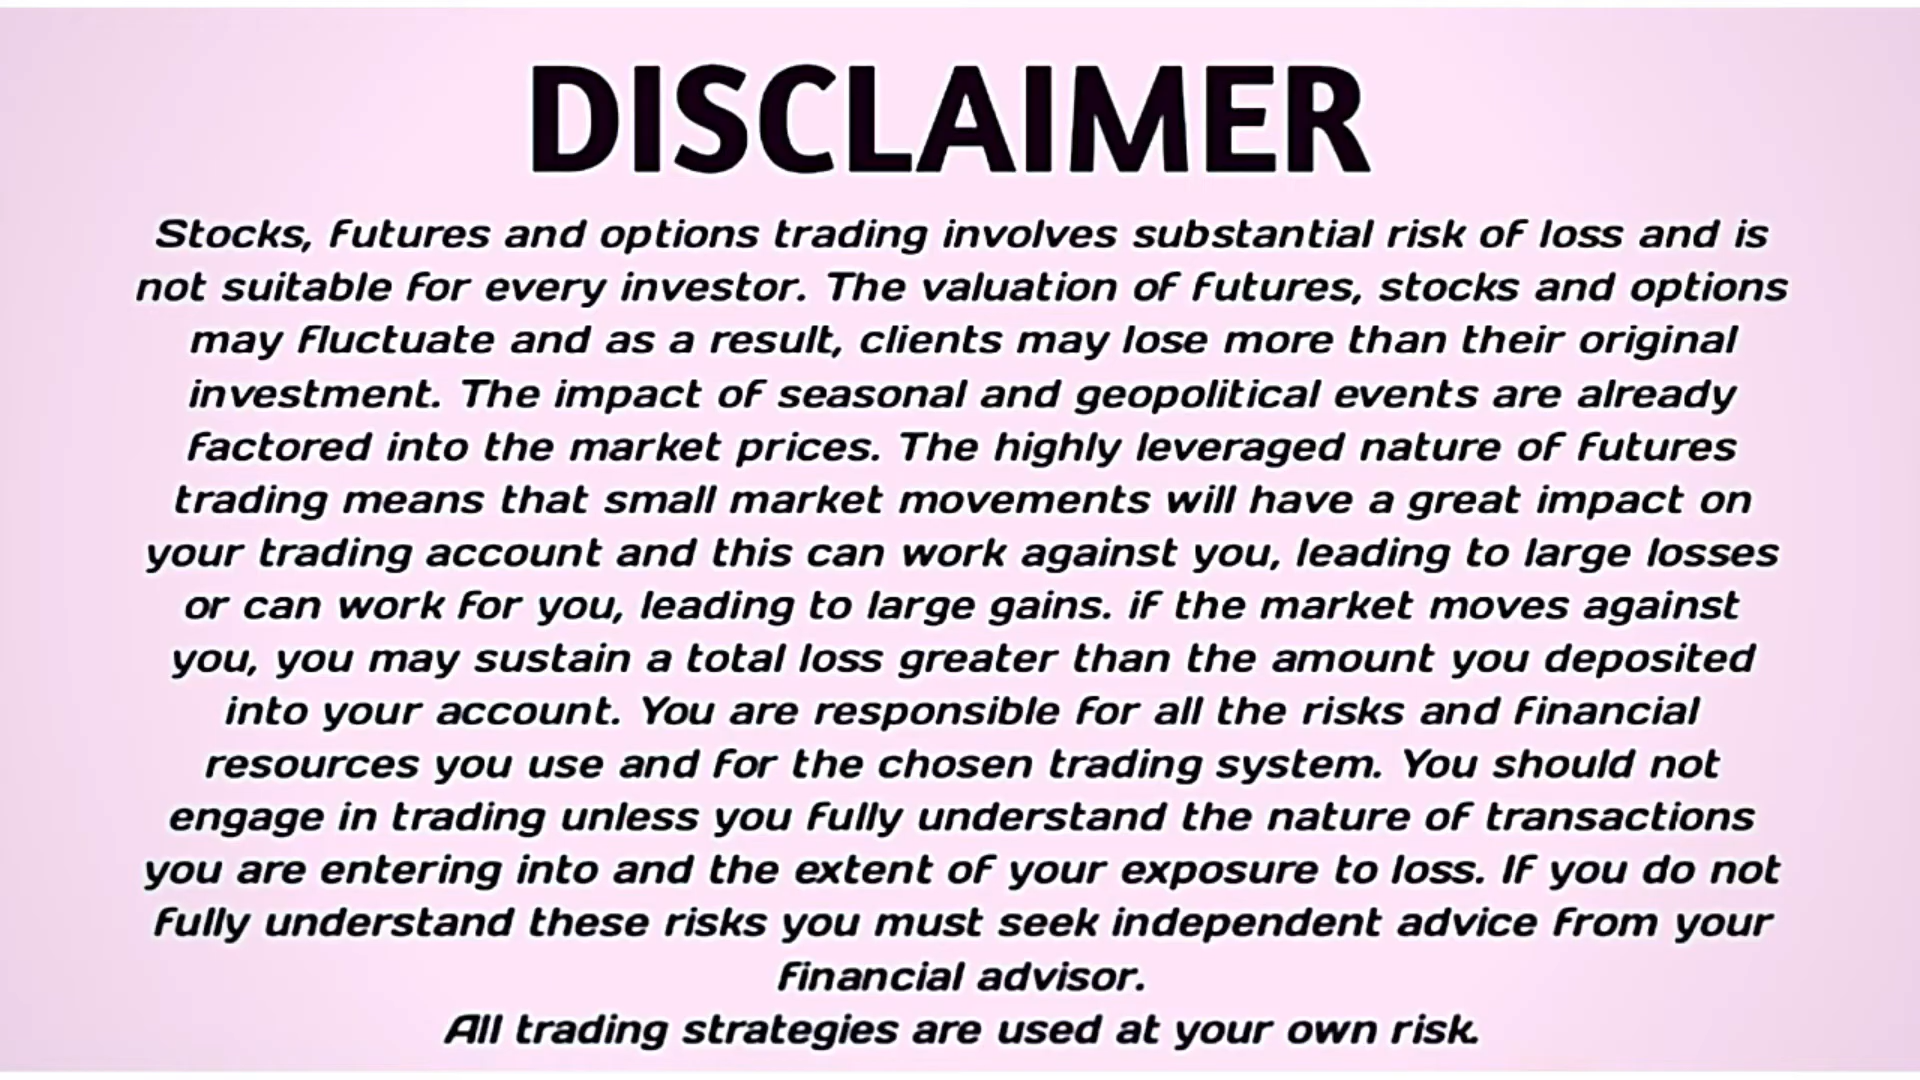 DISCLAIMER
Stocks, futures and options trading involves substantial risk of loss and is
not suitable for every investor. The valuation of futures, stocks and options
may fluctuate and as a result, clients may lose more than their original
investment. The impact of seasonal and geopolitical events are already
factored into the market prices. The highly leveraged nature of futures
trading means that small market movements will have a great impact on
your trading account and this can work against you, leading to large losses
or can work for you, leading to large gains. if the market moves against
you, you may sustain a total loss greater than the amount you deposited
into your account. You are responsible for all the risks and financial
resources you use and for the chosen trading system. You should not
engage in trading unless you fully understand the nature of transactions
you are entering into and the extent of your exposure to loss. If you do not
fully understand these risks you must seek independent advice from your
financial advisor.
All trading strategies are used at your own risk.